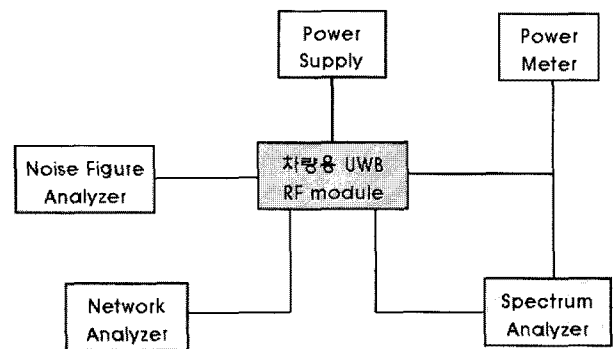 Power
Supply
Power
Meter
Noise Figure
Analyzer
차량용 UWB
RF module
Network
Analyzer
Spectrum
Analyzer